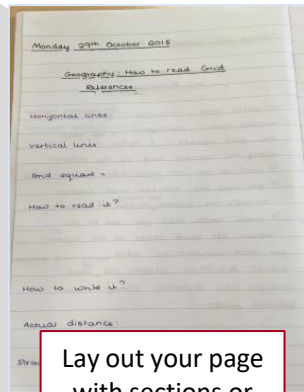 Monday 29th October 2018
Geography: How to read Grid
References.
Horizontal lines
Vertical lines
Grid square =
How to read it?
How to write it?
Actual distance:
Lay out your page
with sections or